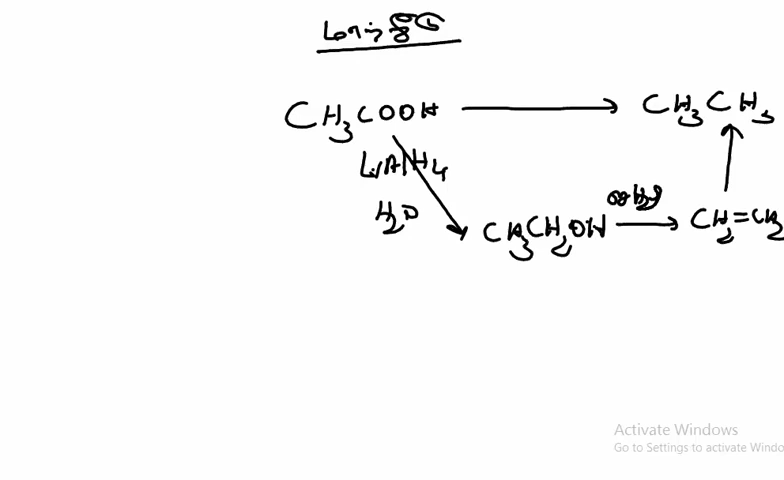 CH3COOH → CH3CH3
LiAlH4
H2O
CH3CH2OH → CH2=CH2
Activate Windows
Go to Settings to activate Windo